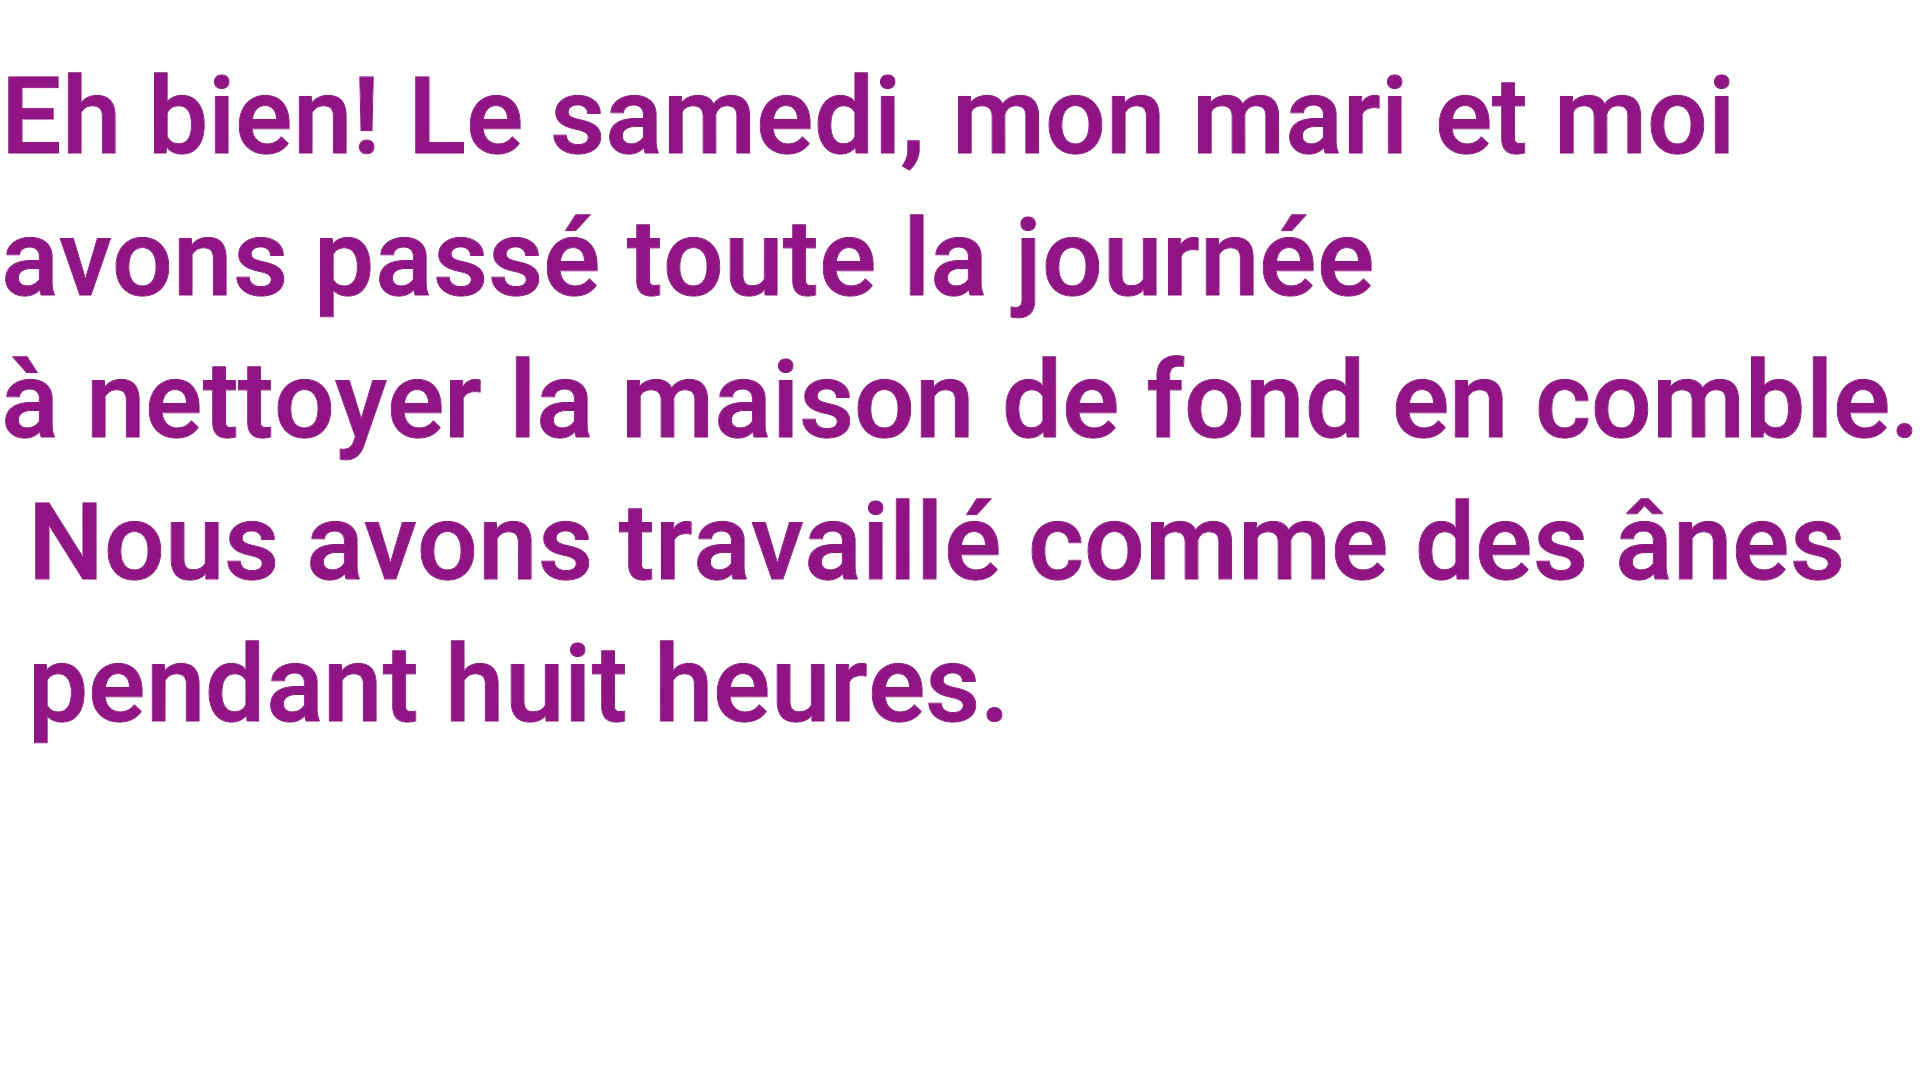 Eh bien! Le samedi, mon mari et moi
avons passé toute la journée
à nettoyer la maison de fond en comble.
Nous avons travaillé comme des ânes
pendant huit heures.